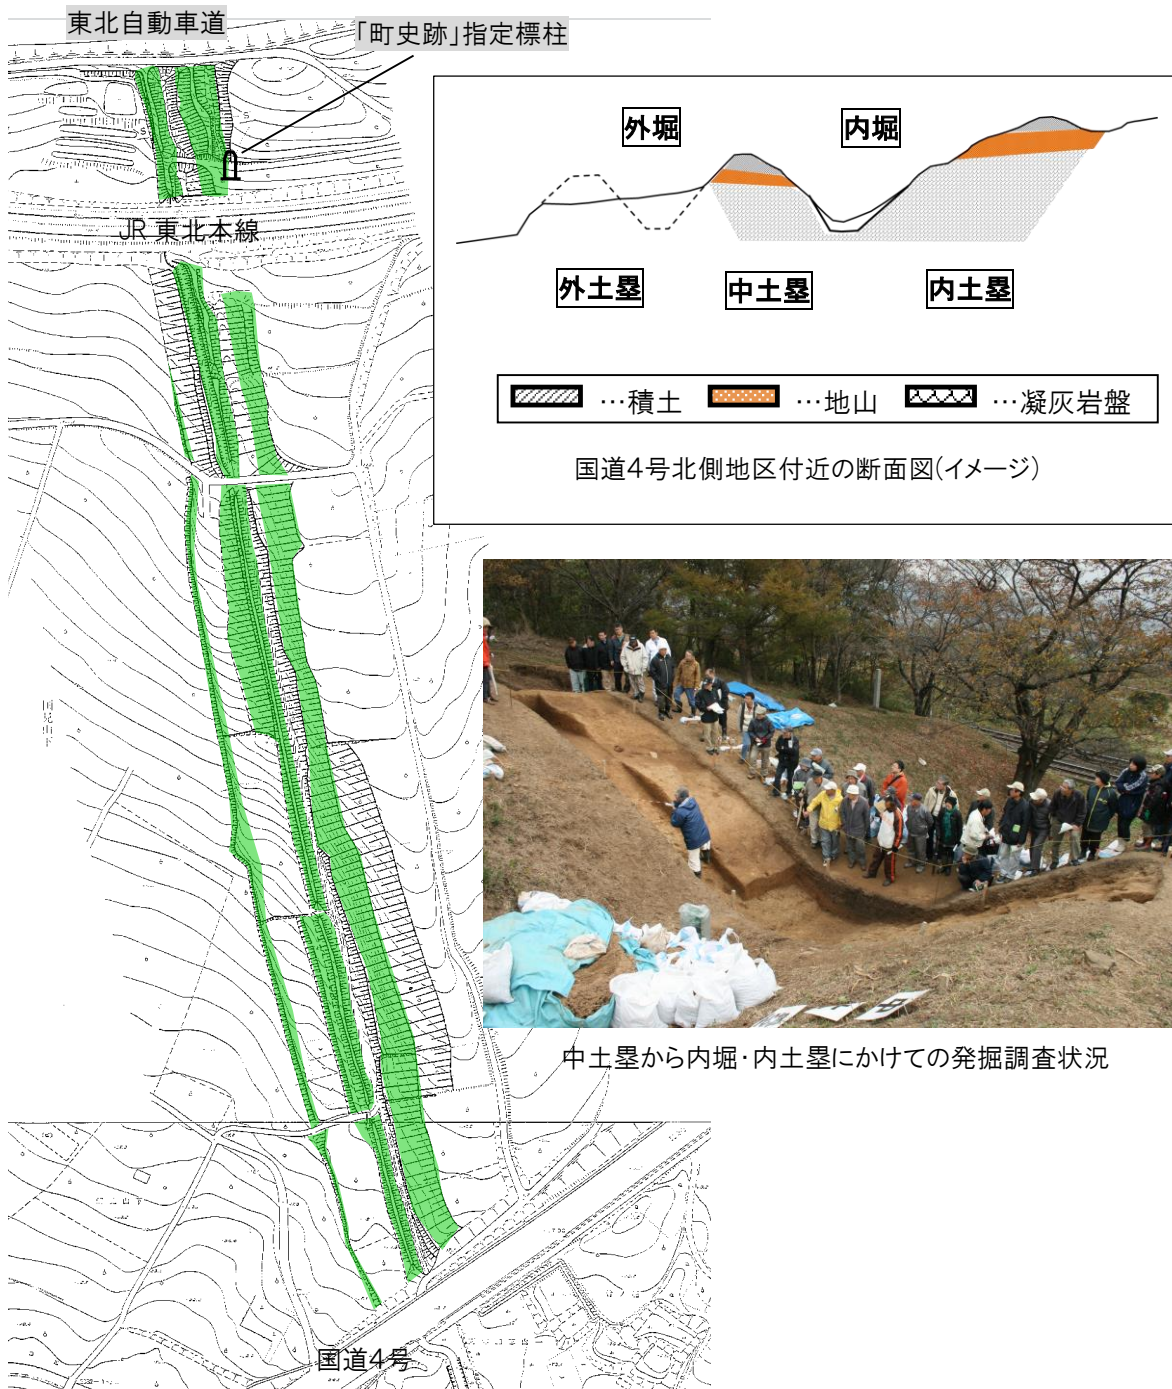 東北自動車道
「町史跡」指定標柱
外堀
内堀
JR 東北本線
外土塁
中土塁
内土塁
…積土
…地山
…凝灰岩盤
国道4号北側地区付近の断面図(イメージ)
中土塁から内堀・内土塁にかけての発掘調査状況
国道4号